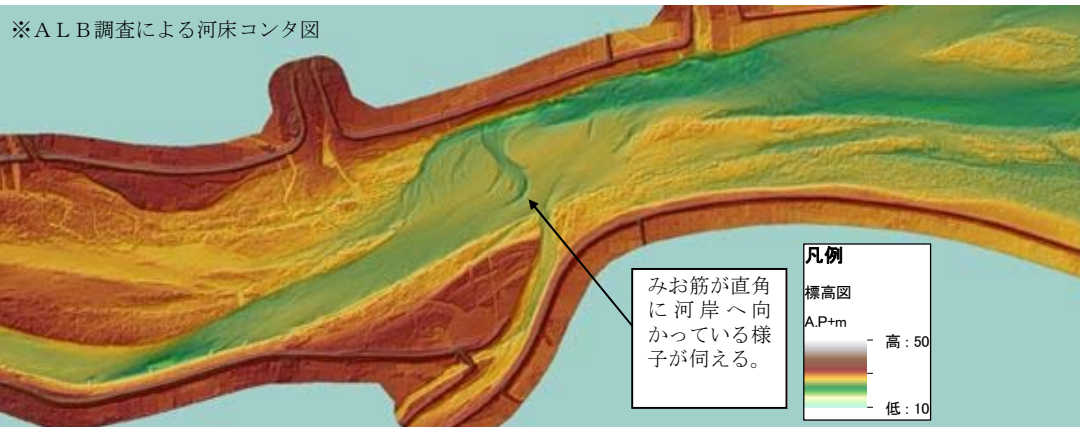 ※ＡＬＢ調査による河床コンタ図
みお筋が直角
に河岸へ向
かっている様
子が伺える。
凡例
標高図
A.P+m
高 : 50
低 : 10